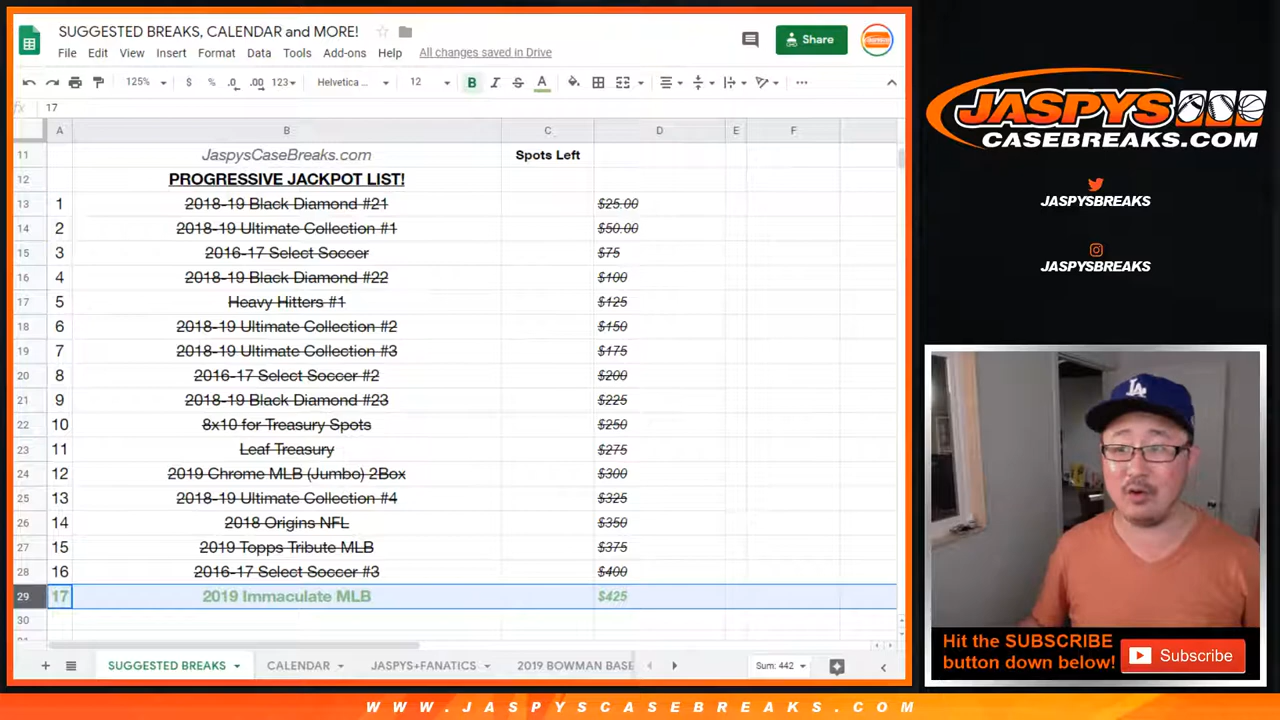 SUGGESTED BREAKS, CALENDAR and MORE!
File Edit View Format Data Tools Add-ons Help All changes saved in Drive
Share
125% $ % .0 .00 123 Helvetica ... 12 B I S A
fx 17
A B C D E F
11 JaspysCaseBreaks.com Spots Left
12 PROGRESSIVE JACKPOT LIST!
13 1 2018-19 Black Diamond #21 $25.00
14 2 2018-19 Ultimate Collection #1 $50.00
15 3 2016-17 Select Soccer $75
16 4 2018-19 Black Diamond #22 $100
17 5 Heavy Hitters #1 $125
18 6 2018-19 Ultimate Collection #2 $150
19 7 2018-19 Ultimate Collection #3 $175
20 8 2016-17 Select Soccer #2 $200
21 9 2018-19 Black Diamond #23 $225
22 10 8x10 for Treasury Spots $250
23 11 Leaf Treasury $275
24 12 2019 Chrome MLB (Jumbo) 2Box $300
25 13 2018-19 Ultimate Collection #4 $325
26 14 2018 Origins NFL $350
27 15 2019 Topps Tribute MLB $375
28 16 2016-17 Select Soccer #3 $400
29 17 2019 Immaculate MLB $425
30
SUGGESTED BREAKS CALENDAR JASPYS+FANATICS 2019 BOWMAN BASE Sum: 442
JASPYS
CASEBREAKS.COM
JASPYSBREAKS
JASPYSBREAKS
LA
Hit the SUBSCRIBE
button down below!
Subscribe
WWW.JASPYSCASEBREAKS.COM